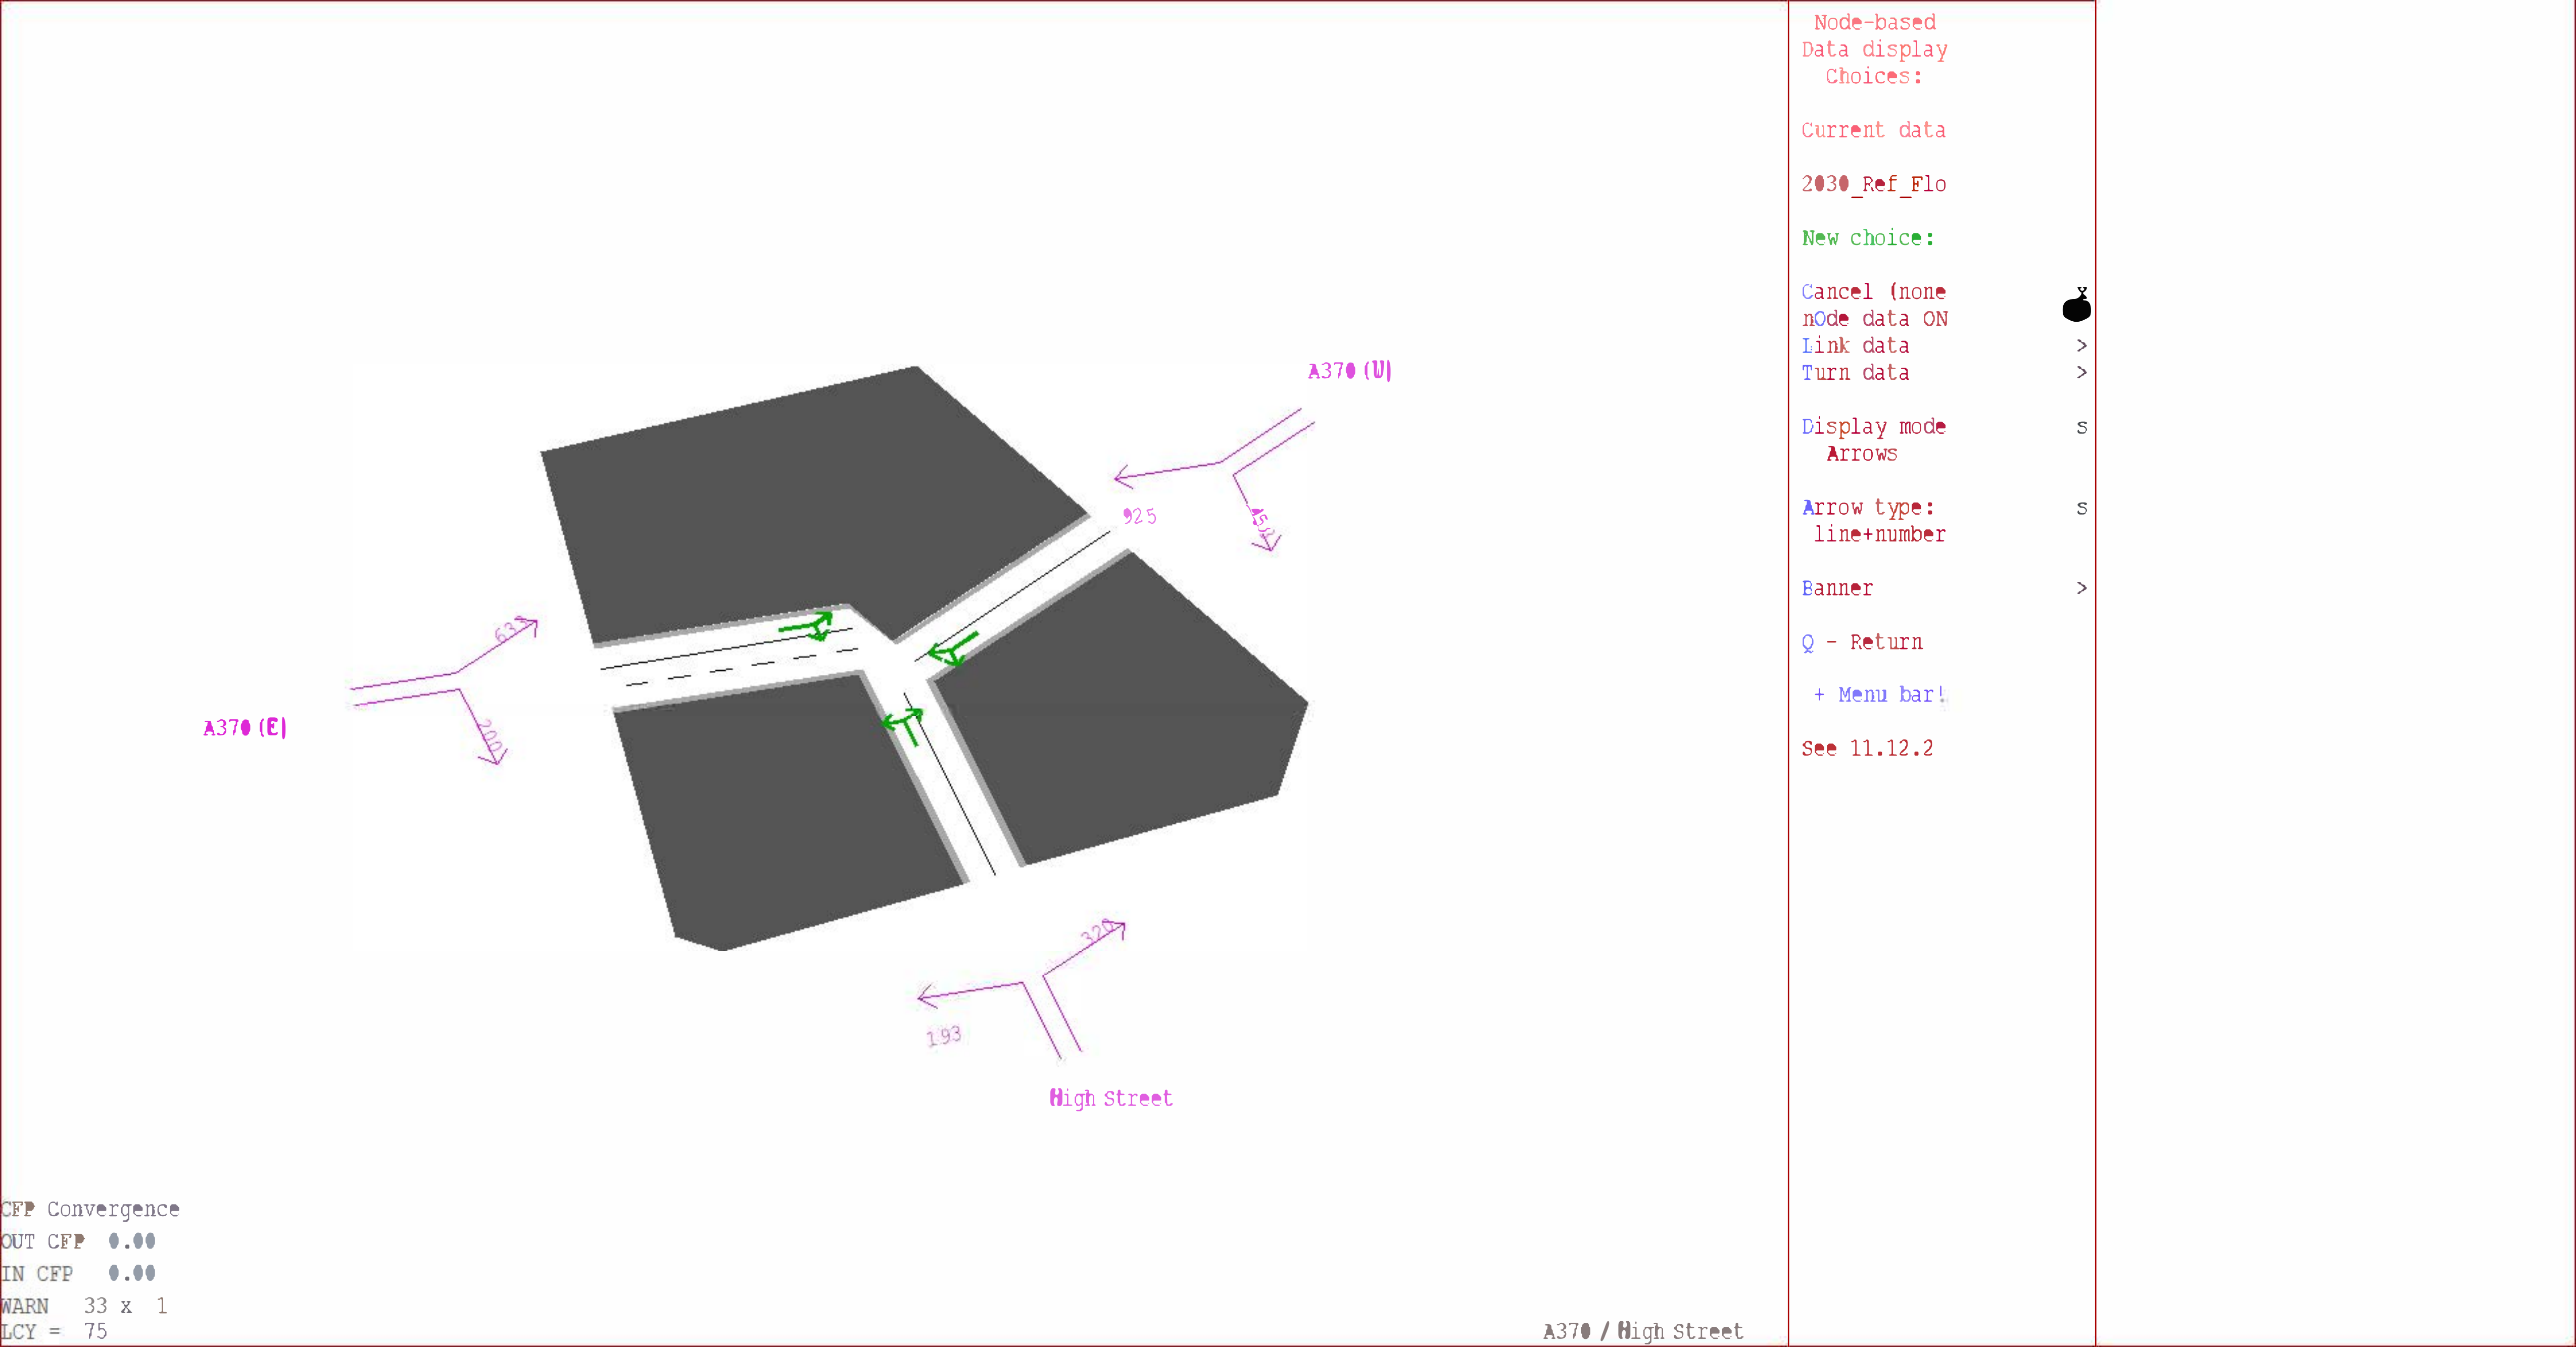 Node-based
Data display
Choices:
Current data
2030_Ref_Flo
New choice:
Cancel (none x
nOde data ON
Link data >
Turn data >
Display mode s
Arrows
Arrow type: s
line+number
Banner >
Q - Return
+ Menu bar!
See 11.12.2
A370 (W)
925
633
200
A370 (E)
320
193
High Street
CFP Convergence
OUT CFP 0.00
IN CFP 0.00
WARN 33 x 1
LCY = 75
A370 / High Street